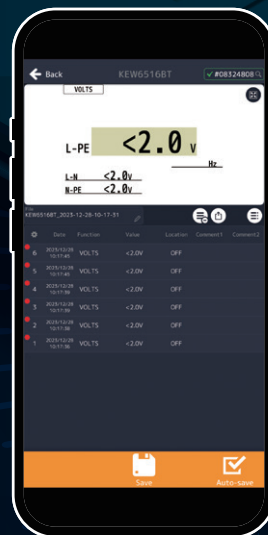 Back KEW6516BT #08324808
VOLTS
L-PE <2.0 V
Hz
L-N <2.0V
N-PE <2.0V
File
KEW6516BT_2025-12-28-10-17-31
Date Function Value Location Comment1 Comment2
6 2025/12/28 10:17:45 VOLTS <2.0V OFF
5 2025/12/28 10:17:40 VOLTS <2.0V OFF
4 2025/12/28 10:17:39 VOLTS <2.0V OFF
3 2025/12/28 10:17:39 VOLTS <2.0V OFF
2 2025/12/28 10:17:38 VOLTS <2.0V OFF
1 2025/12/28 10:17:36 VOLTS <2.0V OFF
Save Auto-save